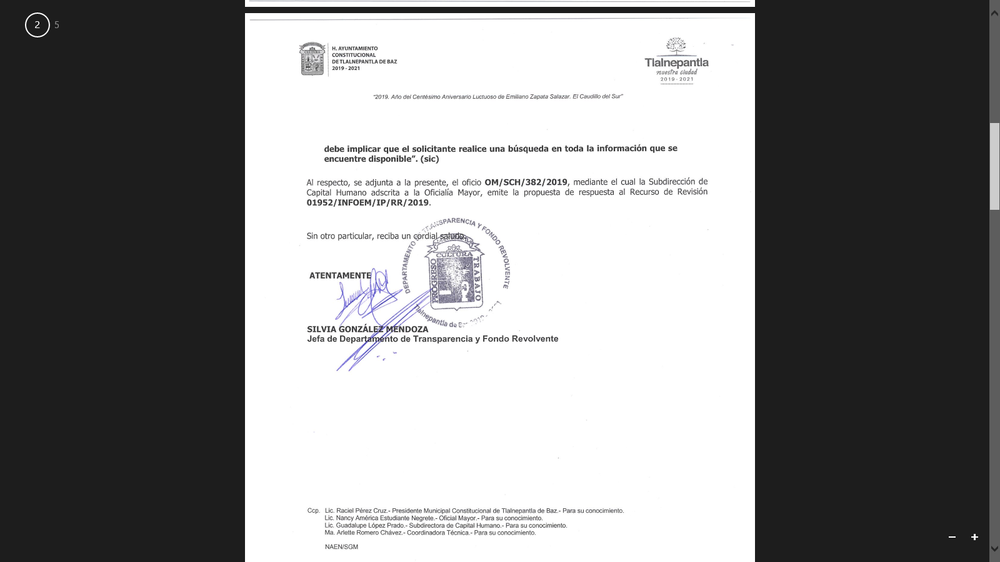 2 5
H. AYUNTAMIENTO
CONSTITUCIONAL
DE TLALNEPANTLA DE BAZ
2019 - 2021
CULTURA
Tlalnepantla
nuestra ciudad
2019 - 2021
"2019. Año del Centésimo Aniversario Luctuoso de Emiliano Zapata Salazar. El Caudillo del Sur"
debe implicar que el solicitante realice una búsqueda en toda la información que se
encuentre disponible”. (sic)
Al respecto, se adjunta a la presente, el oficio OM/SCH/382/2019, mediante el cual la Subdirección de
Capital Humano adscrita a la Oficialía Mayor, emite la propuesta de respuesta al Recurso de Revisión
01952/INFOEM/IP/RR/2019.
Sin otro particular, reciba un cordial saludo.
DEPARTAMENTO DE TRANSPARENCIA Y FONDO REVOLVENTE
CULTURA
PROGRESO
TRABAJO
Tlalnepantla de Baz
ATENTAMENTE
SILVIA GONZÁLEZ MENDOZA
Jefa de Departamento de Transparencia y Fondo Revolvente
Ccp. Lic. Raciel Pérez Cruz.- Presidente Municipal Constitucional de Tlalnepantla de Baz.- Para su conocimiento.
Lic. Nancy América Estudiante Negrete.- Oficial Mayor.- Para su conocimiento.
Lic. Guadalupe López Prado.- Subdirectora de Capital Humano.- Para su conocimiento.
Ma. Arlette Romero Chávez.- Coordinadora Técnica.- Para su conocimiento.
NAEN/SGM